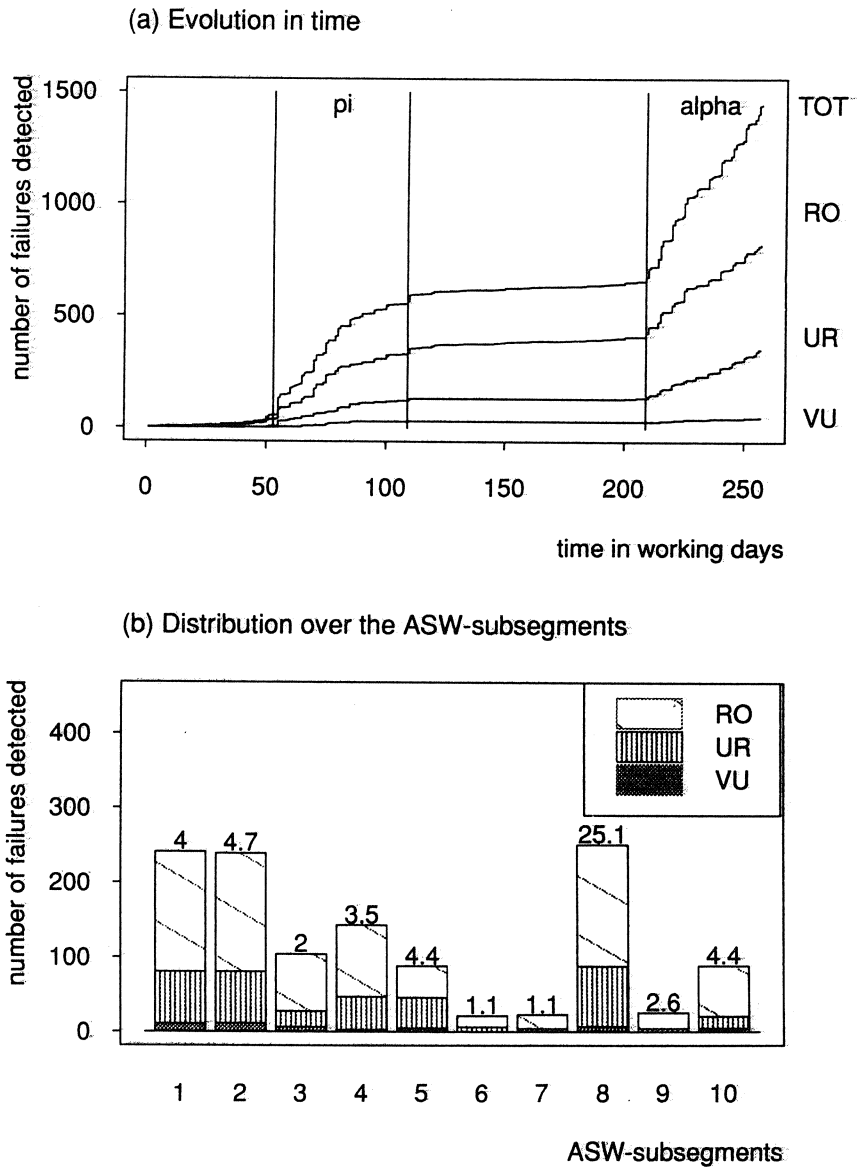 (a) Evolution in time
number of failures detected
1500
1000
500
0
pi
alpha
TOT
RO
UR
VU
0 50 100 150 200 250
time in working days
(b) Distribution over the ASW-subsegments
number of failures detected
400
300
200
100
0
RO
UR
VU
4 4.7 2 3.5 4.4 1.1 1.1 25.1 2.6 4.4
1 2 3 4 5 6 7 8 9 10
ASW-subsegments